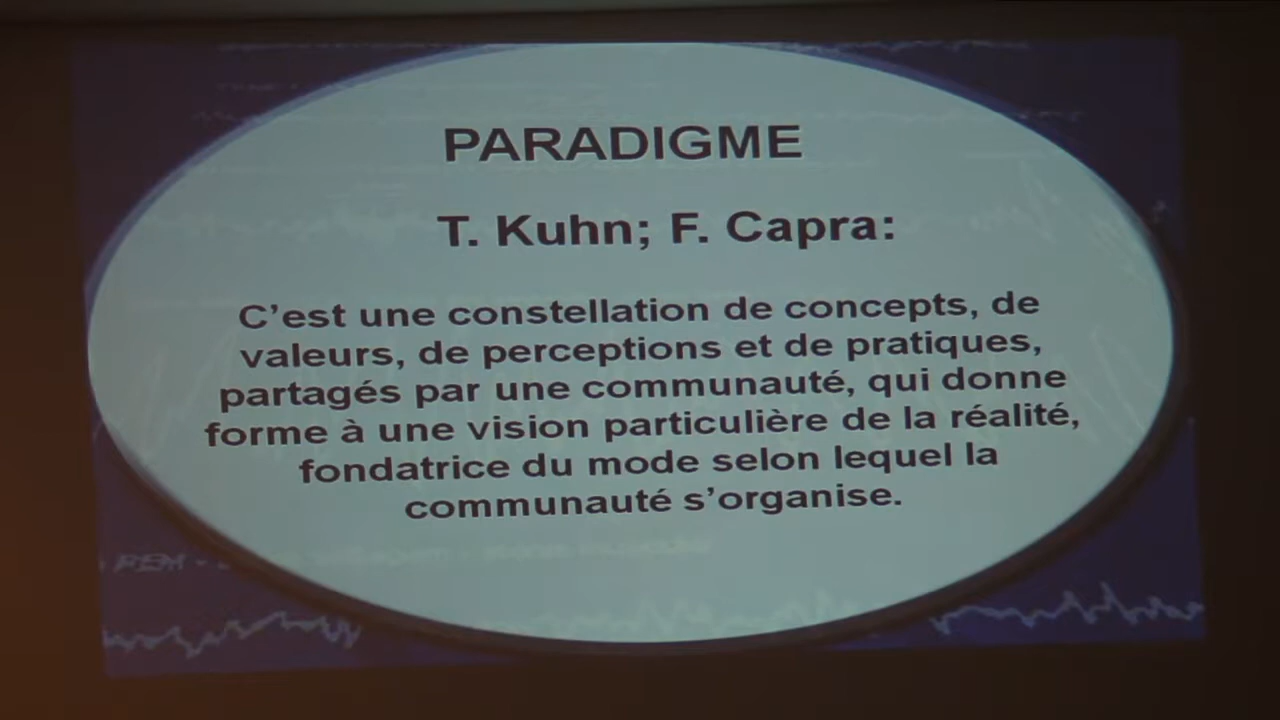 PARADIGME
T. Kuhn; F. Capra:
C'est une constellation de concepts, de
valeurs, de perceptions et de pratiques,
partagés par une communauté, qui donne
forme à une vision particulière de la réalité,
fondatrice du mode selon lequel la
communauté s'organise.
REM -